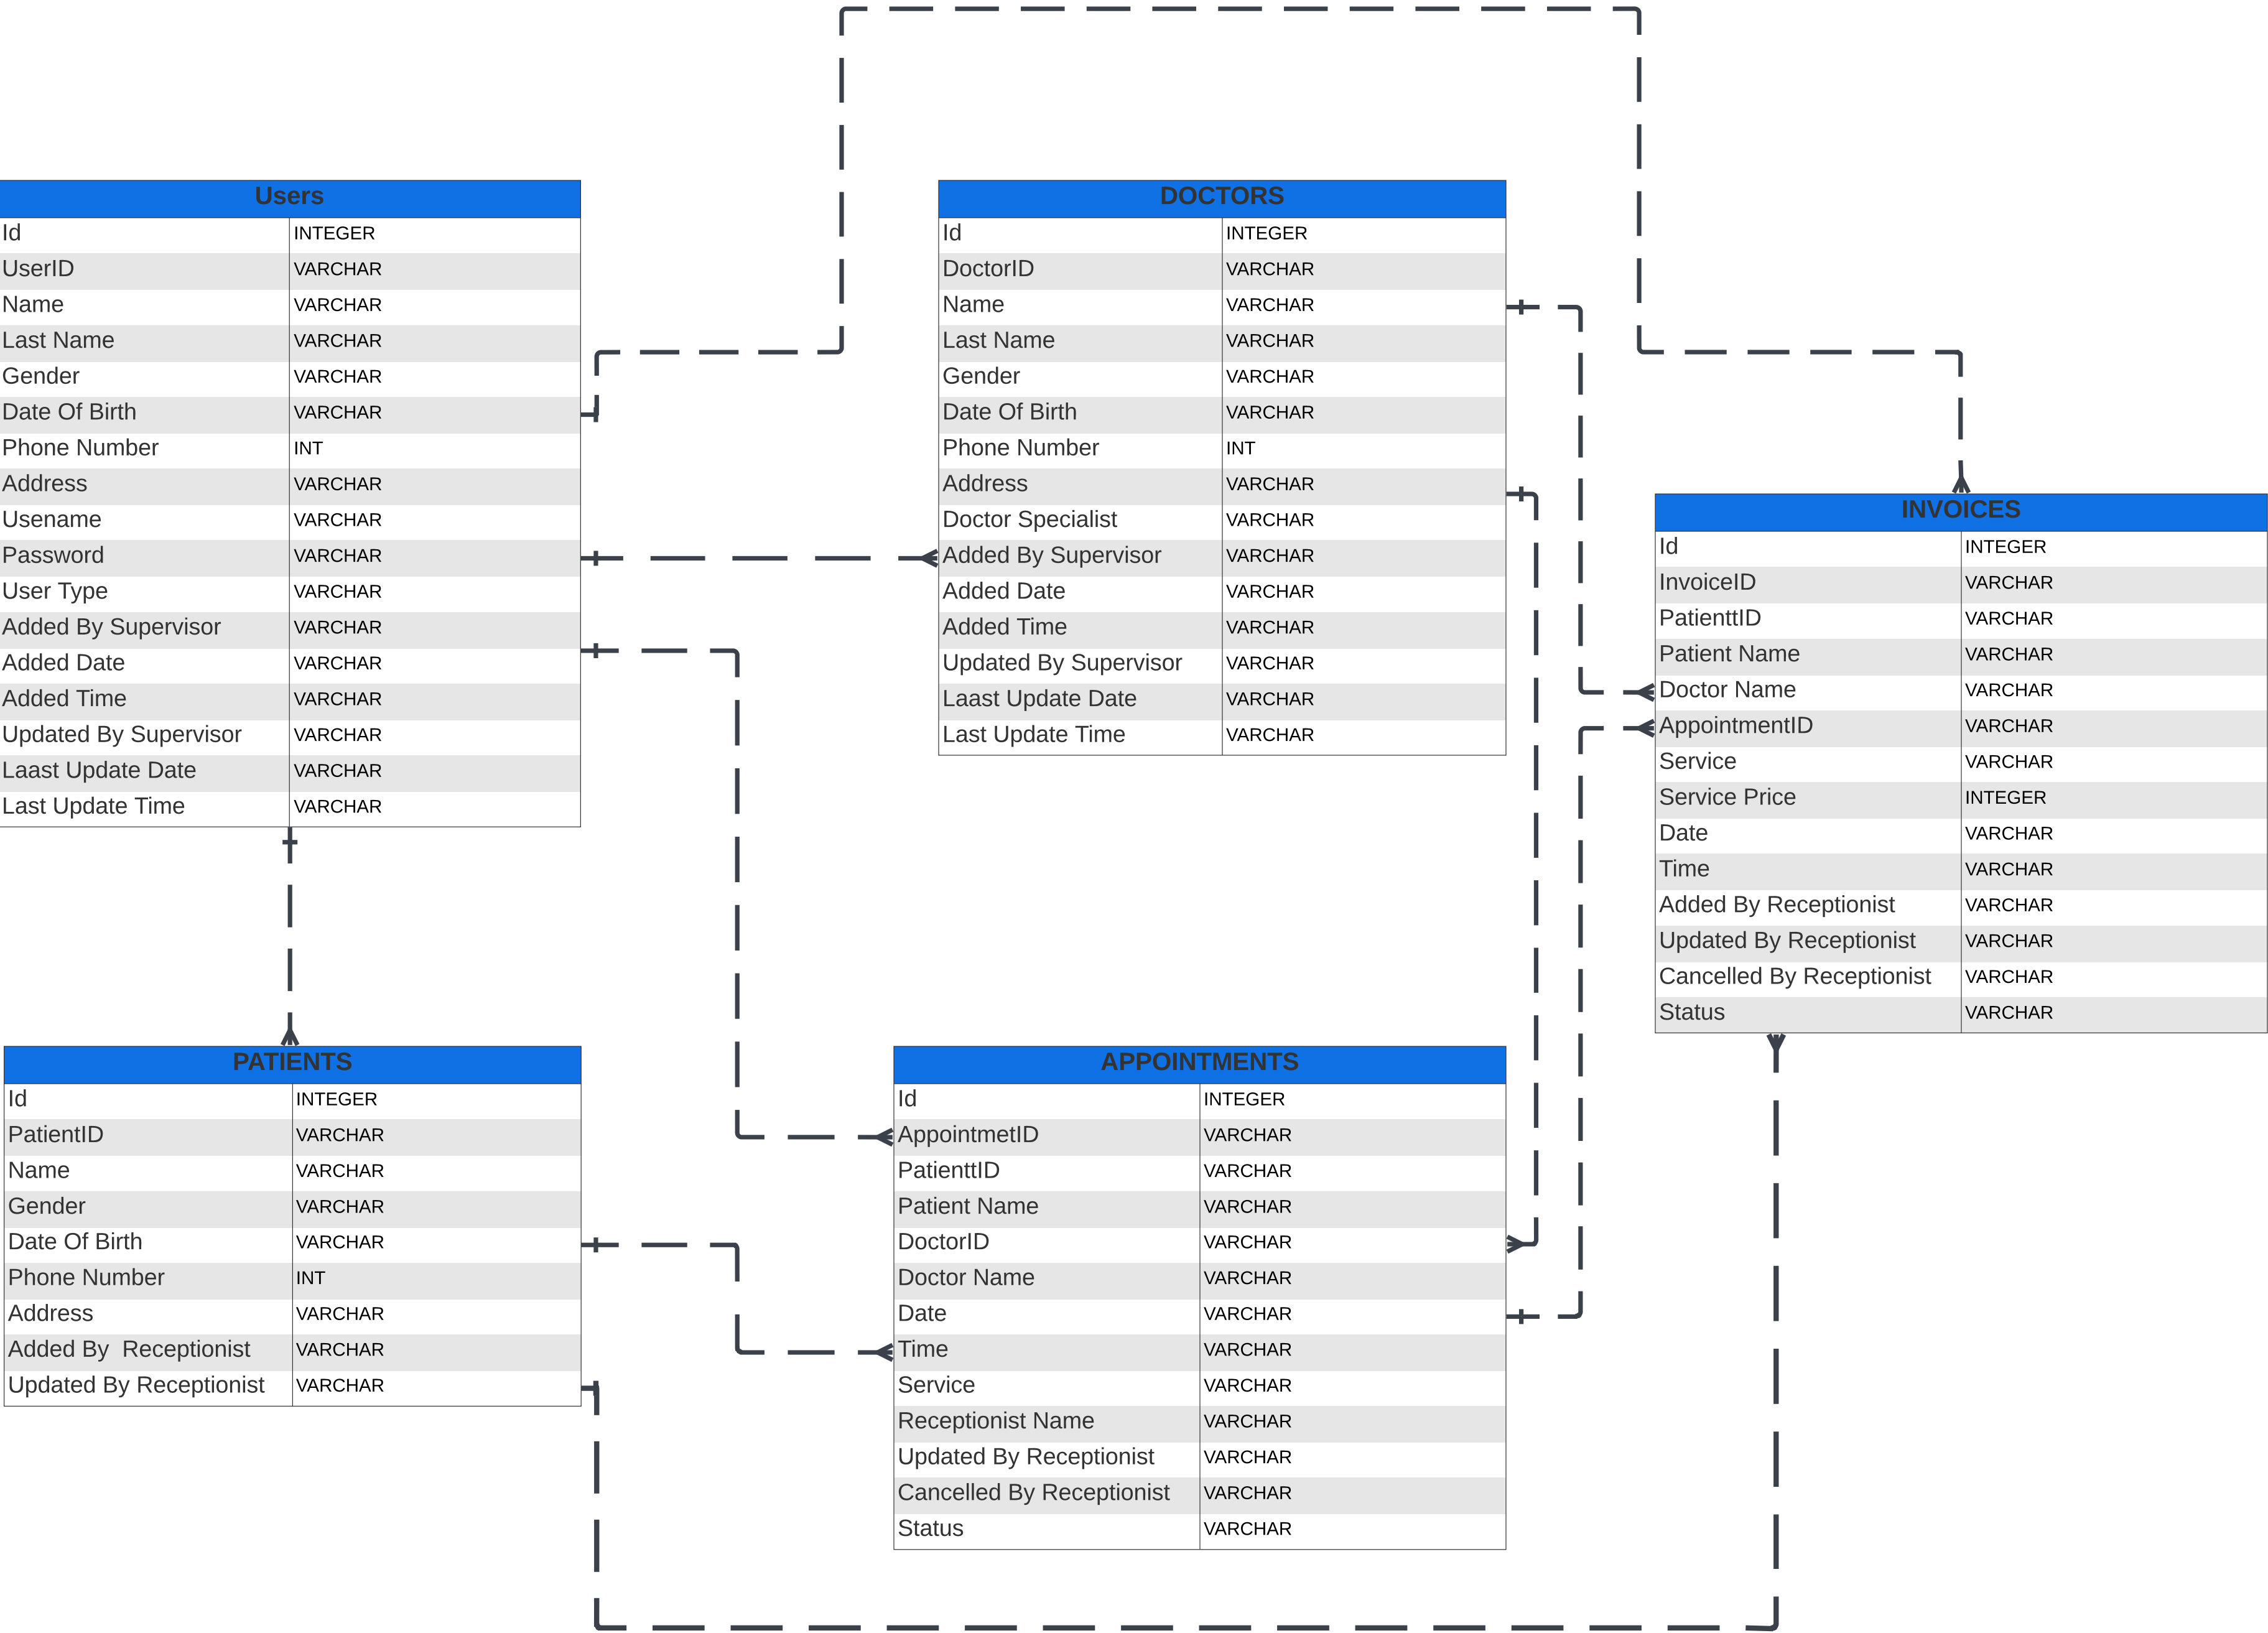 Users
Id INTEGER
UserID VARCHAR
Name VARCHAR
Last Name VARCHAR
Gender VARCHAR
Date Of Birth VARCHAR
Phone Number INT
Address VARCHAR
Usename VARCHAR
Password VARCHAR
User Type VARCHAR
Added By Supervisor VARCHAR
Added Date VARCHAR
Added Time VARCHAR
Updated By Supervisor VARCHAR
Laast Update Date VARCHAR
Last Update Time VARCHAR
DOCTORS
Id INTEGER
DoctorID VARCHAR
Name VARCHAR
Last Name VARCHAR
Gender VARCHAR
Date Of Birth VARCHAR
Phone Number INT
Address VARCHAR
Doctor Specialist VARCHAR
Added By Supervisor VARCHAR
Added Date VARCHAR
Added Time VARCHAR
Updated By Supervisor VARCHAR
Laast Update Date VARCHAR
Last Update Time VARCHAR
INVOICES
Id INTEGER
InvoiceID VARCHAR
PatienttID VARCHAR
Patient Name VARCHAR
Doctor Name VARCHAR
AppointmentID VARCHAR
Service VARCHAR
Service Price INTEGER
Date VARCHAR
Time VARCHAR
Added By Receptionist VARCHAR
Updated By Receptionist VARCHAR
Cancelled By Receptionist VARCHAR
Status VARCHAR
PATIENTS
Id INTEGER
PatientID VARCHAR
Name VARCHAR
Gender VARCHAR
Date Of Birth VARCHAR
Phone Number INT
Address VARCHAR
Added By  Receptionist VARCHAR
Updated By Receptionist VARCHAR
APPOINTMENTS
Id INTEGER
AppointmetID VARCHAR
PatienttID VARCHAR
Patient Name VARCHAR
DoctorID VARCHAR
Doctor Name VARCHAR
Date VARCHAR
Time VARCHAR
Service VARCHAR
Receptionist Name VARCHAR
Updated By Receptionist VARCHAR
Cancelled By Receptionist VARCHAR
Status VARCHAR